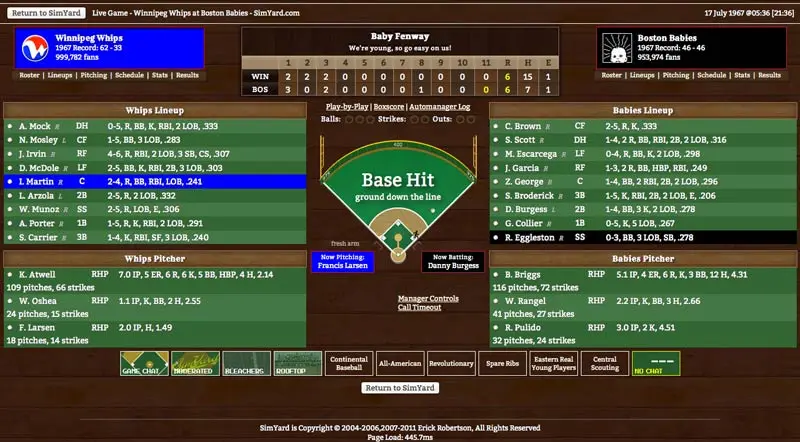 Return to SimYard
Live Game - Winnipeg Whips at Boston Babies - SimYard.com
17 July 1967 @05:36 [21:36]
Winnipeg Whips
1967 Record: 62 - 33
999,782 fans
Roster | Lineups | Pitching | Schedule | Stats | Results
Baby Fenway
We're young, so go easy on us!
1 2 3 4 5 6 7 8 9 10 11 R H E
WIN 2 2 2 0 0 0 0 0 0 0 0 6 15 1
BOS 3 0 2 0 0 0 0 1 0 0 0 6 7 1
Boston Babies
1967 Record: 46 - 46
953,974 fans
Roster | Lineups | Pitching | Schedule | Stats | Results
Whips Lineup
A. Mock R DH 0-5, R, BB, K, RBI, 2 LOB, .333
N. Mosley L CF 1-5, BB, 3 LOB, .283
J. Irvin R RF 4-6, RBI, 2 LOB, 3 SB, CS, .307
D. McDole R LF 2-5, BB, K, RBI, 2B, 3 LOB, .303
I. Martin R C 2-4, R, BB, RBI, LOB, .241
L. Arzola L 2B 2-5, R, 2 LOB, .332
W. Munoz R SS 2-5, R, LOB, E, .306
A. Porter R 1B 1-5, R, K, RBI, 2 LOB, .291
S. Carrier R 3B 1-4, K, RBI, SF, 3 LOB, .240
Play-by-Play | Boxscore | Automanager Log
Balls: Strikes: Outs:
400
Base Hit
ground down the line
fresh arm
Now Pitching:
Francis Larsen
Now Batting:
Danny Burgess
Manager Controls
Call Timeout
Babies Lineup
C. Brown R CF 2-5, R, K, .333
S. Scott R DH 1-4, 2 R, BB, RBI, 2B, 2 LOB, .316
M. Escarcega R LF 0-4, R, BB, K, 2 LOB, .298
J. Garcia R RF 1-3, 2 R, BB, HBP, RBI, .249
Z. George R C 1-4, BB, 2 RBI, 2B, 2 LOB, .296
S. Broderick R 3B 1-5, K, RBI, 2B, 2 LOB, E, .206
D. Burgess L 2B 1-4, BB, 3 K, 2 LOB, .278
G. Collier R 1B 0-5, K, 5 LOB, .267
R. Eggleston R SS 0-3, BB, 3 LOB, SB, .278
Whips Pitcher
K. Atwell RHP 7.0 IP, 5 ER, 6 R, 6 K, 5 BB, HBP, 4 H, 2.14
109 pitches, 66 strikes
W. Oshea RHP 1.1 IP, K, BB, 2 H, 2.55
24 pitches, 15 strikes
F. Larsen RHP 2.0 IP, H, 1.49
18 pitches, 14 strikes
Babies Pitcher
B. Briggs RHP 5.1 IP, 4 ER, 6 R, K, 3 BB, 12 H, 4.31
116 pitches, 72 strikes
W. Rangel RHP 2.2 IP, K, BB, 3 H, 2.66
41 pitches, 27 strikes
R. Pulido RHP 3.0 IP, 2 K, 4.51
32 pitches, 24 strikes
GAME CHAT
MODERATED
BLEACHERS
ROOFTOP
Continental Baseball
All-American
Revolutionary
Spare Ribs
Eastern Real Young Players
Central Scouting
---
NO CHAT
Return to SimYard
SimYard is Copyright © 2004-2006,2007-2011 Erick Robertson, All Rights Reserved
Page Load: 445.7ms